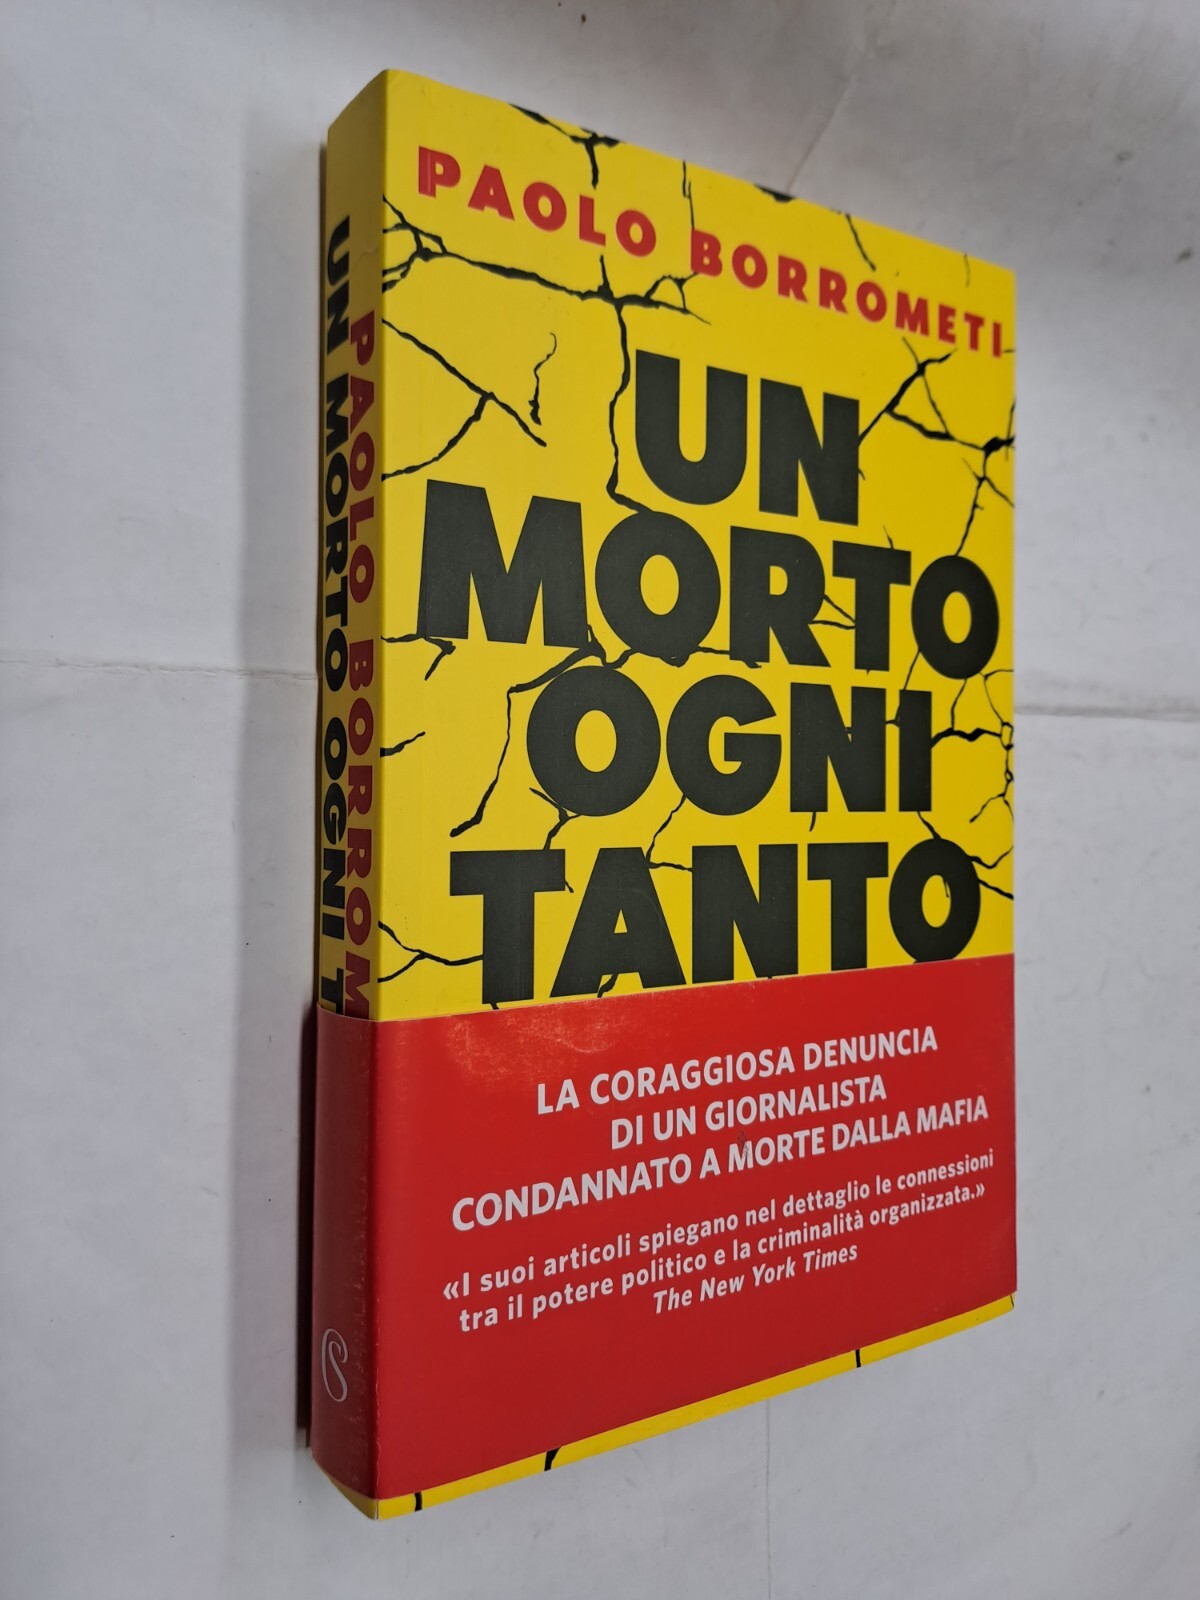 PAOLO BORROMETI
UN
MORTO
OGNI
TANTO
LA CORAGGIOSA DENUNCIA
DI UN GIORNALISTA
CONDANNATO A MORTE DALLA MAFIA
«I suoi articoli spiegano nel dettaglio le connessioni
tra il potere politico e la criminalità organizzata.»
The New York Times
PAOLO BORROM
UN MORTO OGNI T